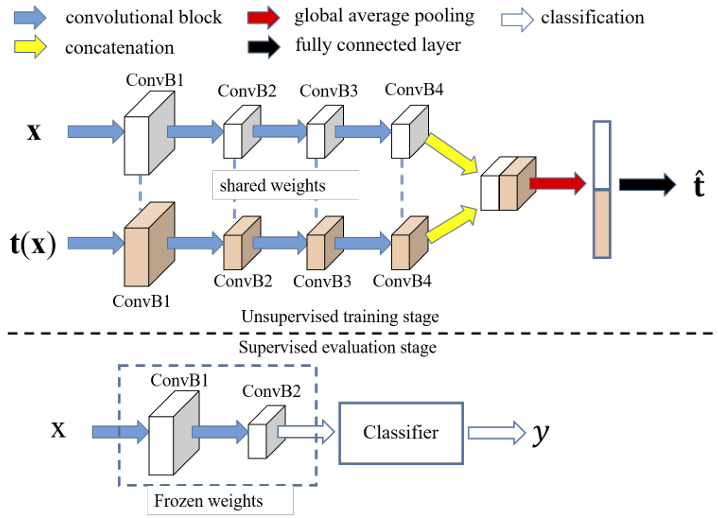 convolutional block
global average pooling
classification
concatenation
fully connected layer
ConvB1
ConvB2
ConvB3
ConvB4
x
shared weights
t̂
t(x)
ConvB1
ConvB2
ConvB3
ConvB4
Unsupervised training stage
Supervised evaluation stage
ConvB1
ConvB2
x
Classifier
y
Frozen weights